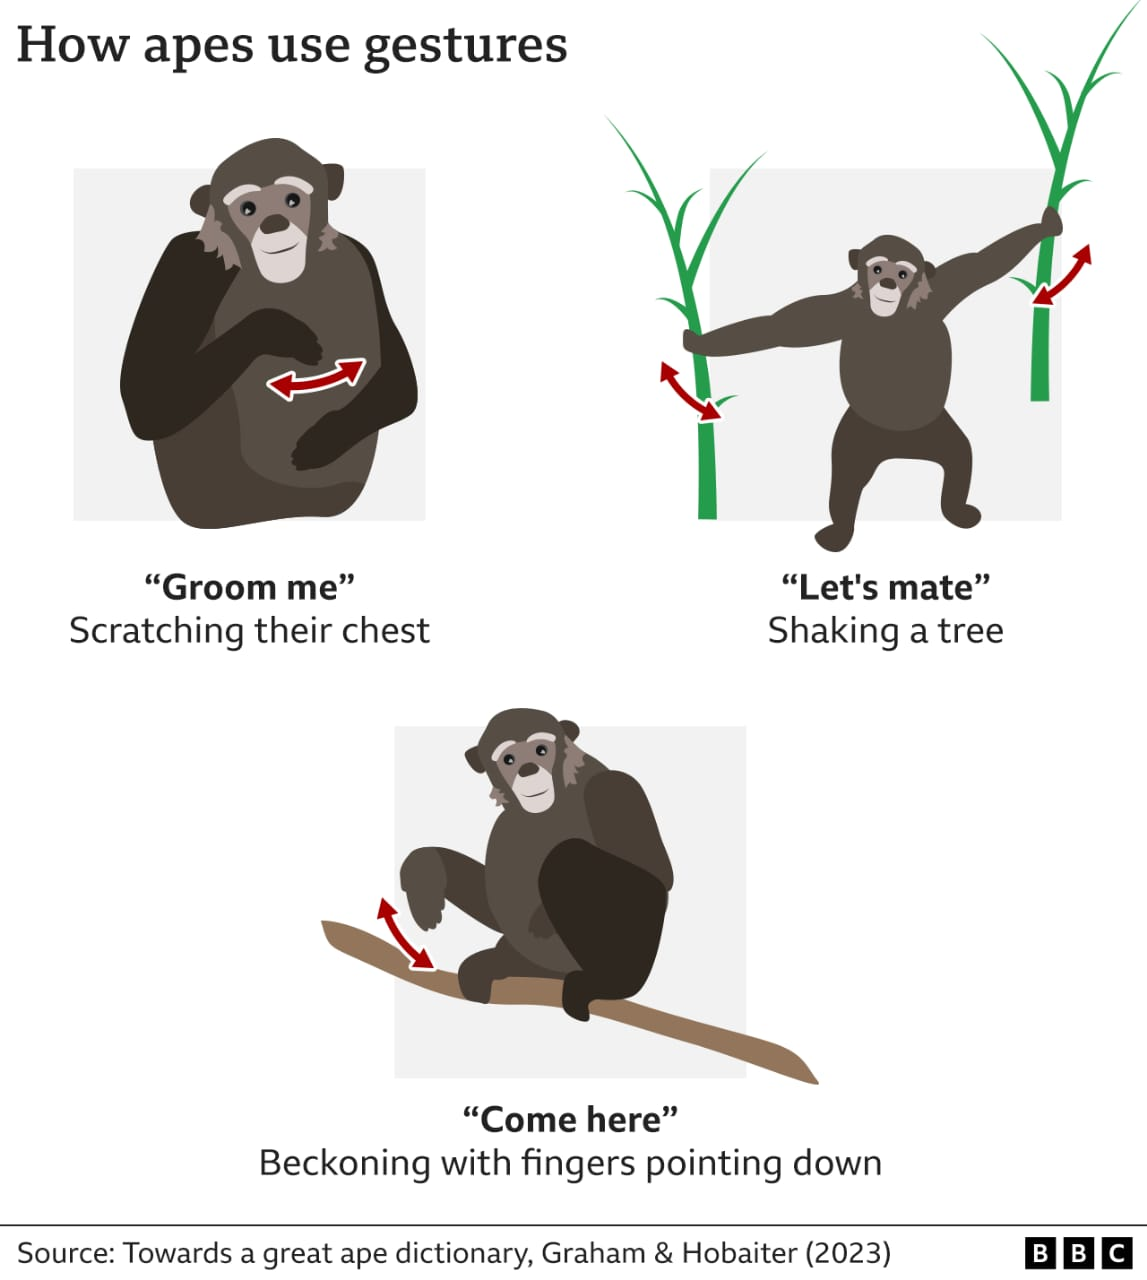 How apes use gestures
“Groom me”
Scratching their chest
“Let's mate”
Shaking a tree
“Come here”
Beckoning with fingers pointing down
Source: Towards a great ape dictionary, Graham & Hobaiter (2023)
BBC